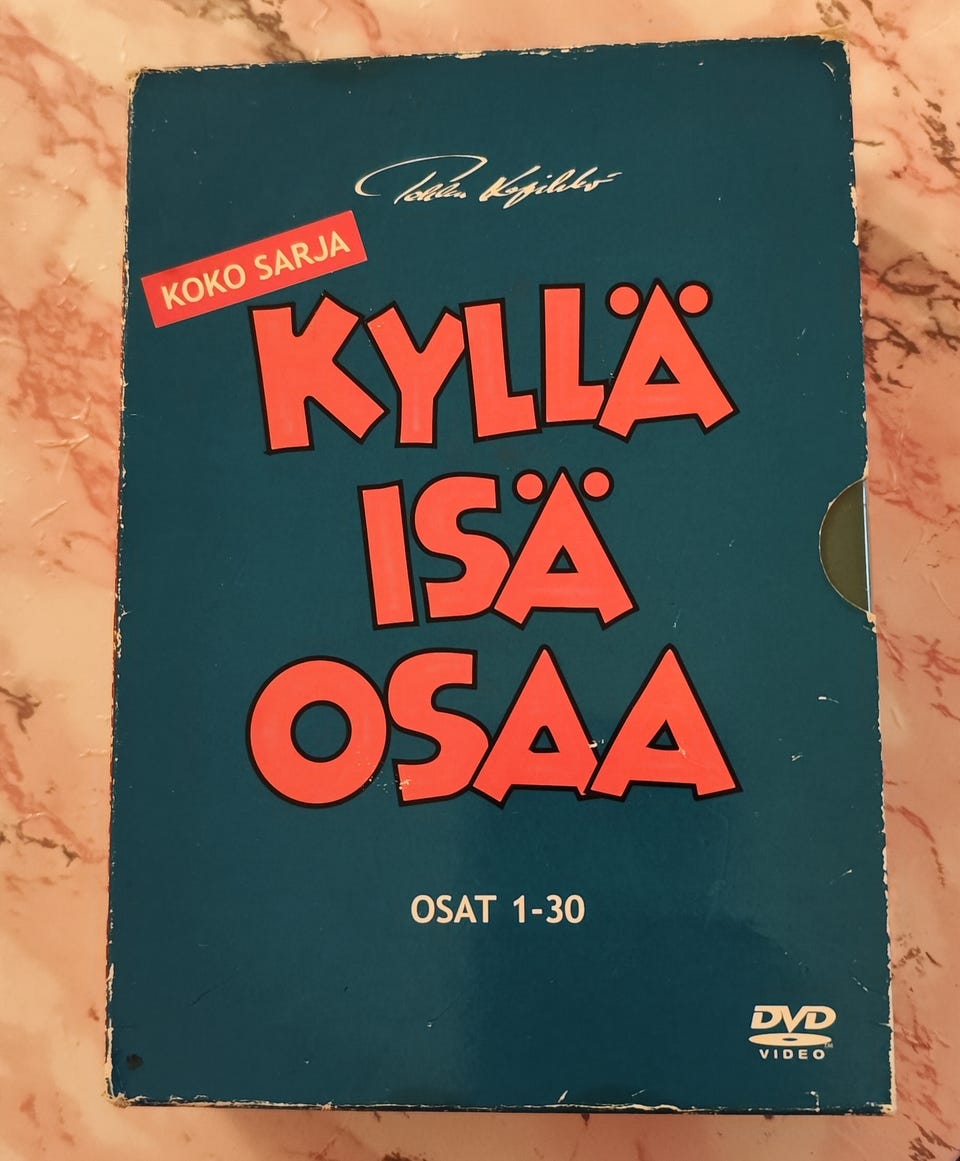 KOKO SARJA
KYLLÄ
ISÄ
OSAA
OSAT 1-30
DVD
VIDEO